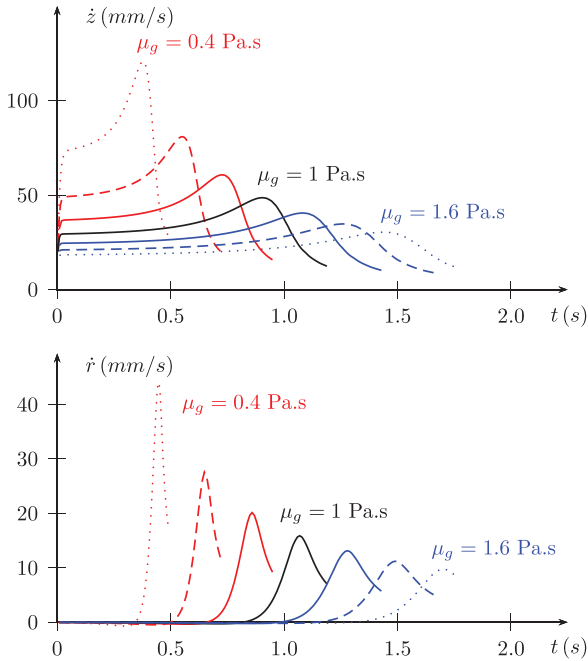 ż (mm/s)
μg = 0.4 Pa.s
100
μg = 1 Pa.s
μg = 1.6 Pa.s
50
0
0 0.5 1.0 1.5 2.0 t (s)
ṙ (mm/s)
40
μg = 0.4 Pa.s
30
20
μg = 1 Pa.s
10
μg = 1.6 Pa.s
0
0 0.5 1.0 1.5 2.0 t (s)